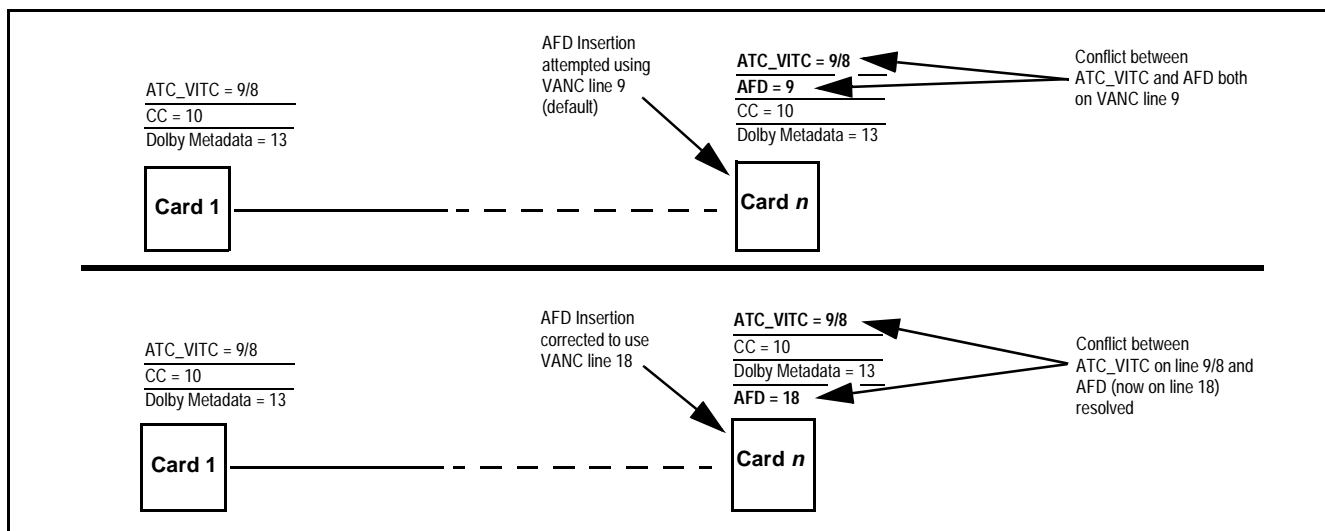 AFD Insertion
attempted using
VANC line 9
(default)
ATC_VITC = 9/8
CC = 10
Dolby Metadata = 13
Card 1
ATC_VITC = 9/8
AFD = 9
CC = 10
Dolby Metadata = 13
Card n
Conflict between
ATC_VITC and AFD both
on VANC line 9
AFD Insertion
corrected to use
VANC line 18
ATC_VITC = 9/8
CC = 10
Dolby Metadata = 13
Card 1
ATC_VITC = 9/8
CC = 10
Dolby Metadata = 13
AFD = 18
Card n
Conflict between
ATC_VITC on line 9/8 and
AFD (now on line 18)
resolved